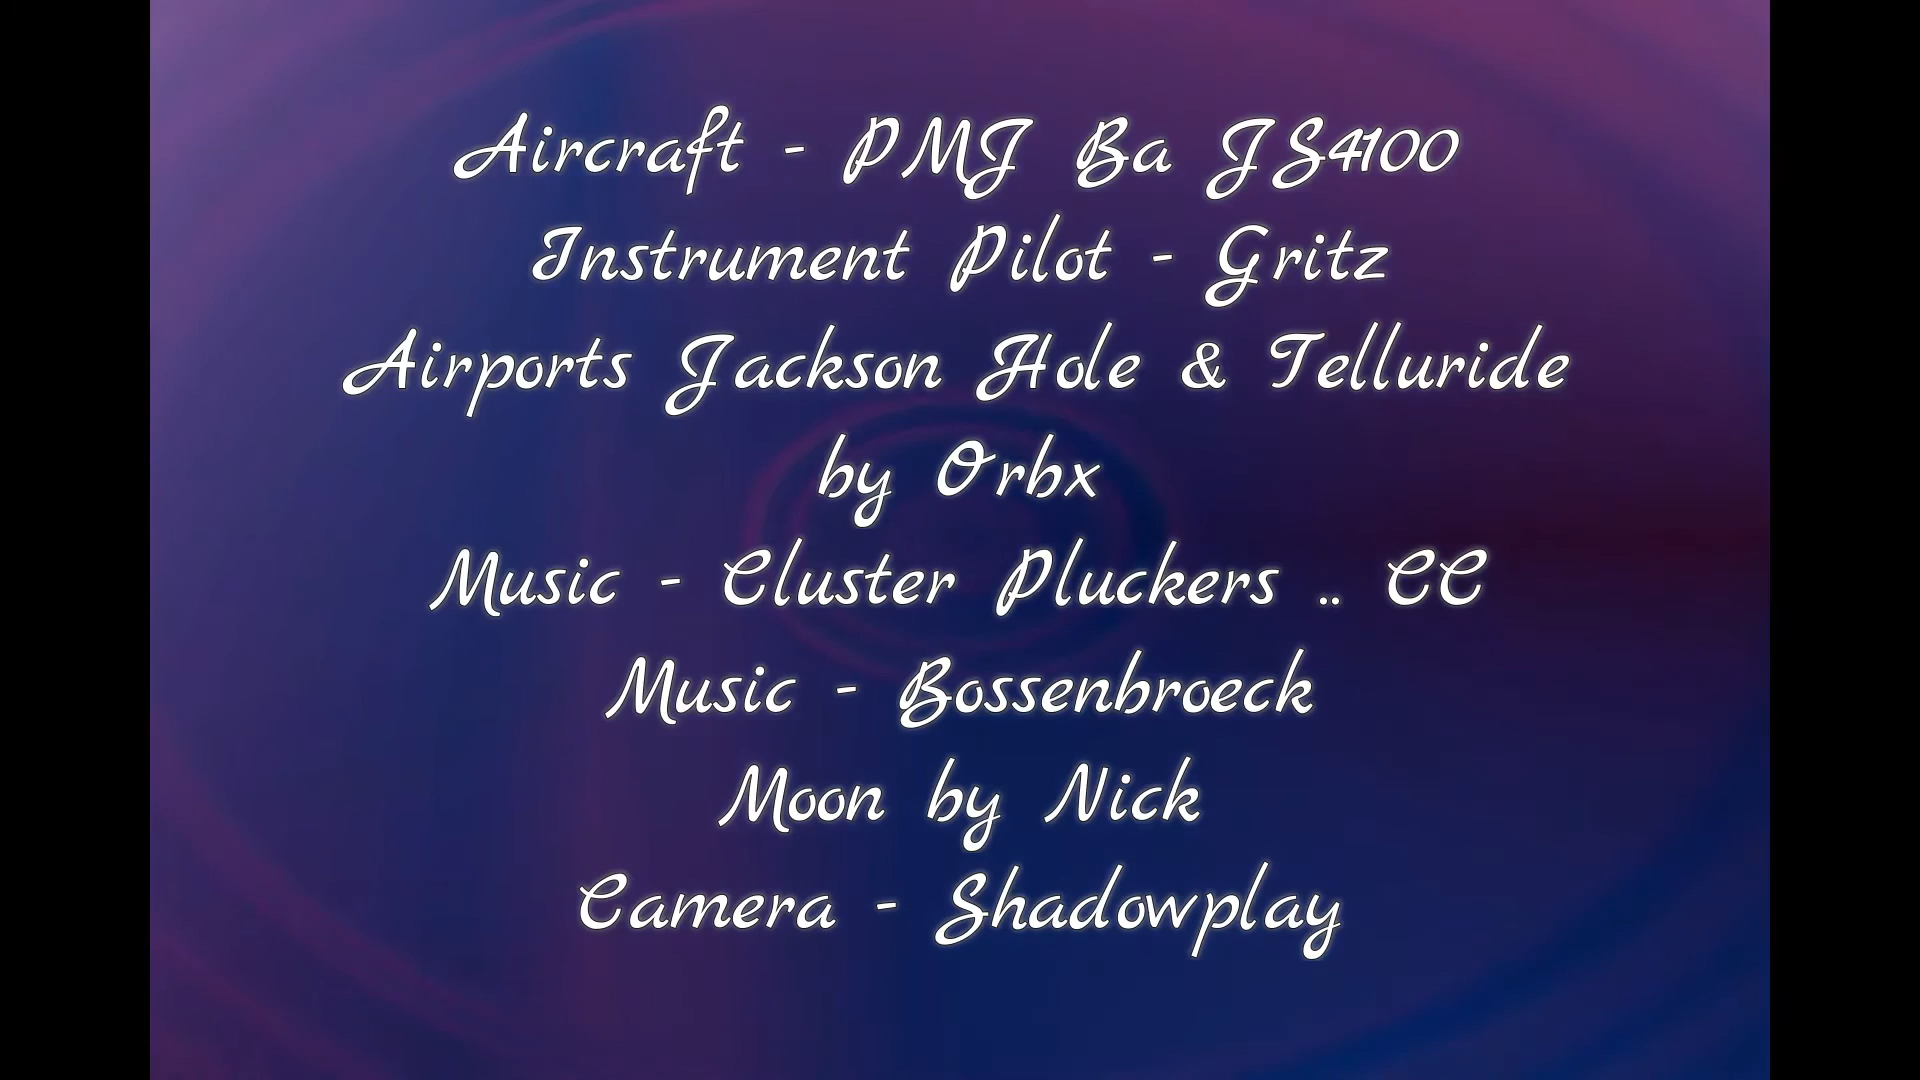 Aircraft - PMJ Ba JS4100
Instrument Pilot - Gritz
Airports Jackson Hole & Telluride
by Orbx
Music - Cluster Pluckers .. CC
Music - Bossenbroeck
Moon by Nick
Camera - Shadowplay